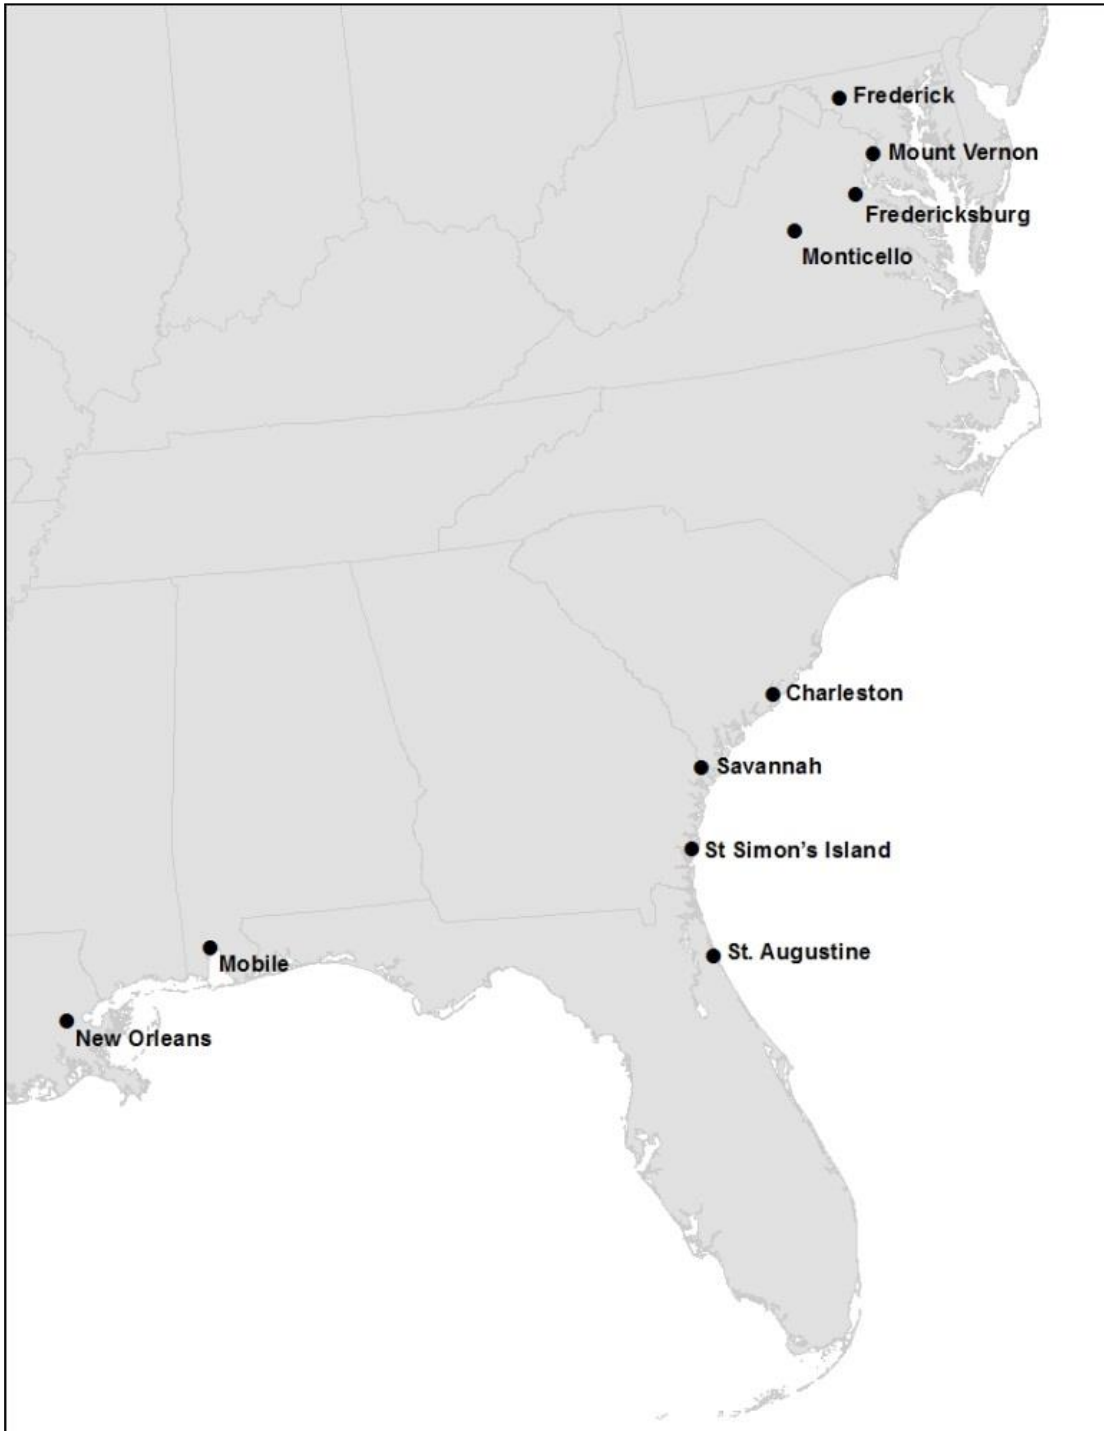 Frederick
Mount Vernon
Fredericksburg
Monticello
Charleston
Savannah
St Simon’s Island
St. Augustine
Mobile
New Orleans